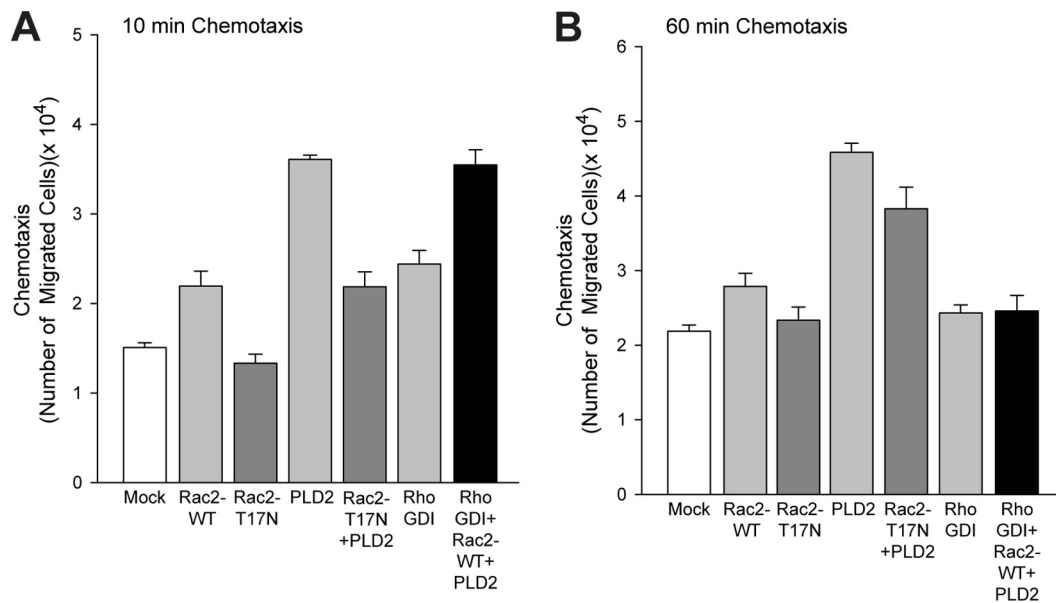 A
10 min Chemotaxis
Chemotaxis
(Number of Migrated Cells)(x 10⁴)
5
4
3
2
1
0
Mock
Rac2-
WT
Rac2-
T17N
PLD2
Rac2-
T17N
+PLD2
Rho
GDI
Rho
GDI+
Rac2-
WT+
PLD2
B
60 min Chemotaxis
Chemotaxis
(Number of Migrated Cells)(x 10⁴)
6
5
4
3
2
1
0
Mock
Rac2-
WT
Rac2-
T17N
PLD2
Rac2-
T17N
+PLD2
Rho
GDI
Rho
GDI+
Rac2-
WT+
PLD2